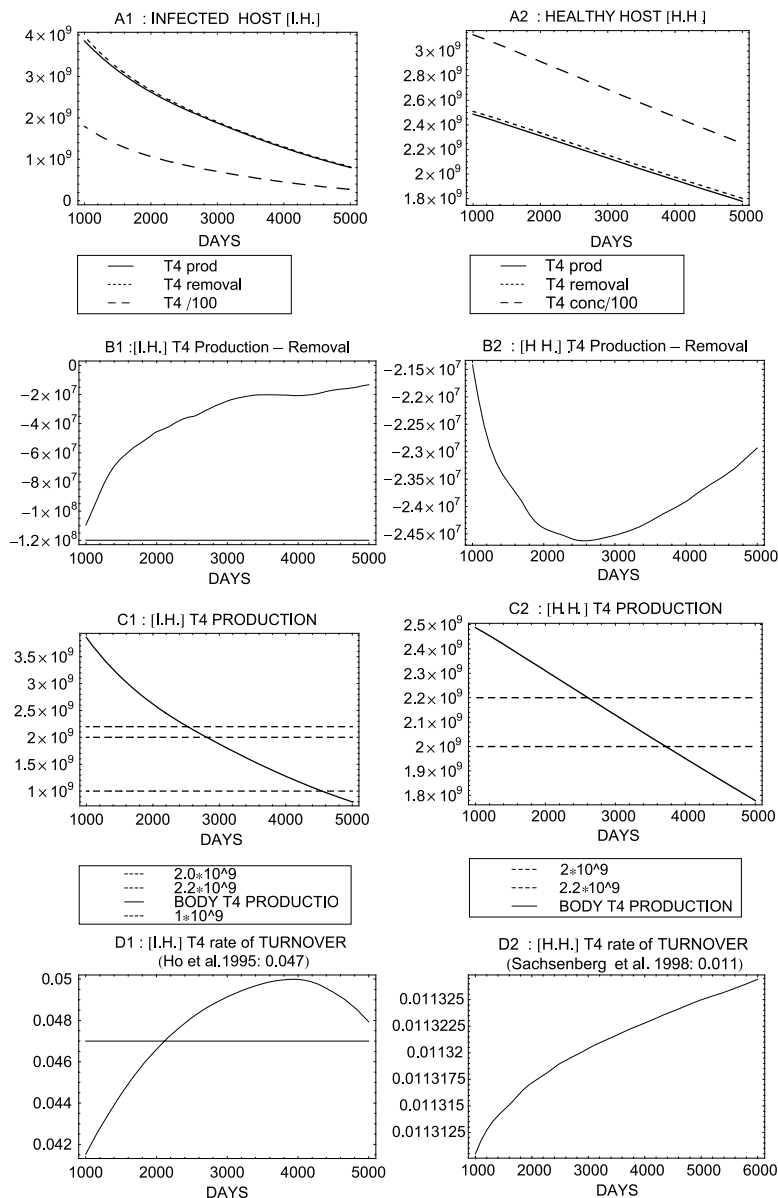 A1 : INFECTED HOST [I.H.]
4 × 10^9
3 × 10^9
2 × 10^9
1 × 10^9
0
1000 2000 3000 4000 5000
DAYS
T4 prod
T4 removal
T4 /100
A2 : HEALTHY HOST [H.H.]
3 × 10^9
2.8 × 10^9
2.6 × 10^9
2.4 × 10^9
2.2 × 10^9
2 × 10^9
1.8 × 10^9
1000 2000 3000 4000 5000
DAYS
T4 prod
T4 removal
T4 conc/100
B1 :[I.H.] T4 Production – Removal
0
−2 × 10^7
−4 × 10^7
−6 × 10^7
−8 × 10^7
−1 × 10^8
−1.2 × 10^8
1000 2000 3000 4000 5000
DAYS
B2 : [H H.] T4 Production – Removal
−2.15 × 10^7
−2.2 × 10^7
−2.25 × 10^7
−2.3 × 10^7
−2.35 × 10^7
−2.4 × 10^7
−2.45 × 10^7
1000 2000 3000 4000 5000
DAYS
C1 : [I.H.] T4 PRODUCTION
3.5 × 10^9
3 × 10^9
2.5 × 10^9
2 × 10^9
1.5 × 10^9
1 × 10^9
1000 2000 3000 4000 5000
DAYS
2.0*10^9
2.2*10^9
BODY T4 PRODUCTIO
1*10^9
C2 : [H.H.] T4 PRODUCTION
2.5 × 10^9
2.4 × 10^9
2.3 × 10^9
2.2 × 10^9
2.1 × 10^9
2 × 10^9
1.9 × 10^9
1.8 × 10^9
1000 2000 3000 4000 5000
DAYS
2*10^9
2.2*10^9
BODY T4 PRODUCTION
D1 : [I.H.] T4 rate of TURNOVER
(Ho et al. 1995: 0.047)
0.05
0.048
0.046
0.044
0.042
1000 2000 3000 4000 5000
DAYS
D2 : [H.H.] T4 rate of TURNOVER
(Sachsenberg et al. 1998: 0.011)
0.011325
0.01132
0.0113175
0.011315
0.0113125
1000 2000 3000 4000 5000 6000
DAYS